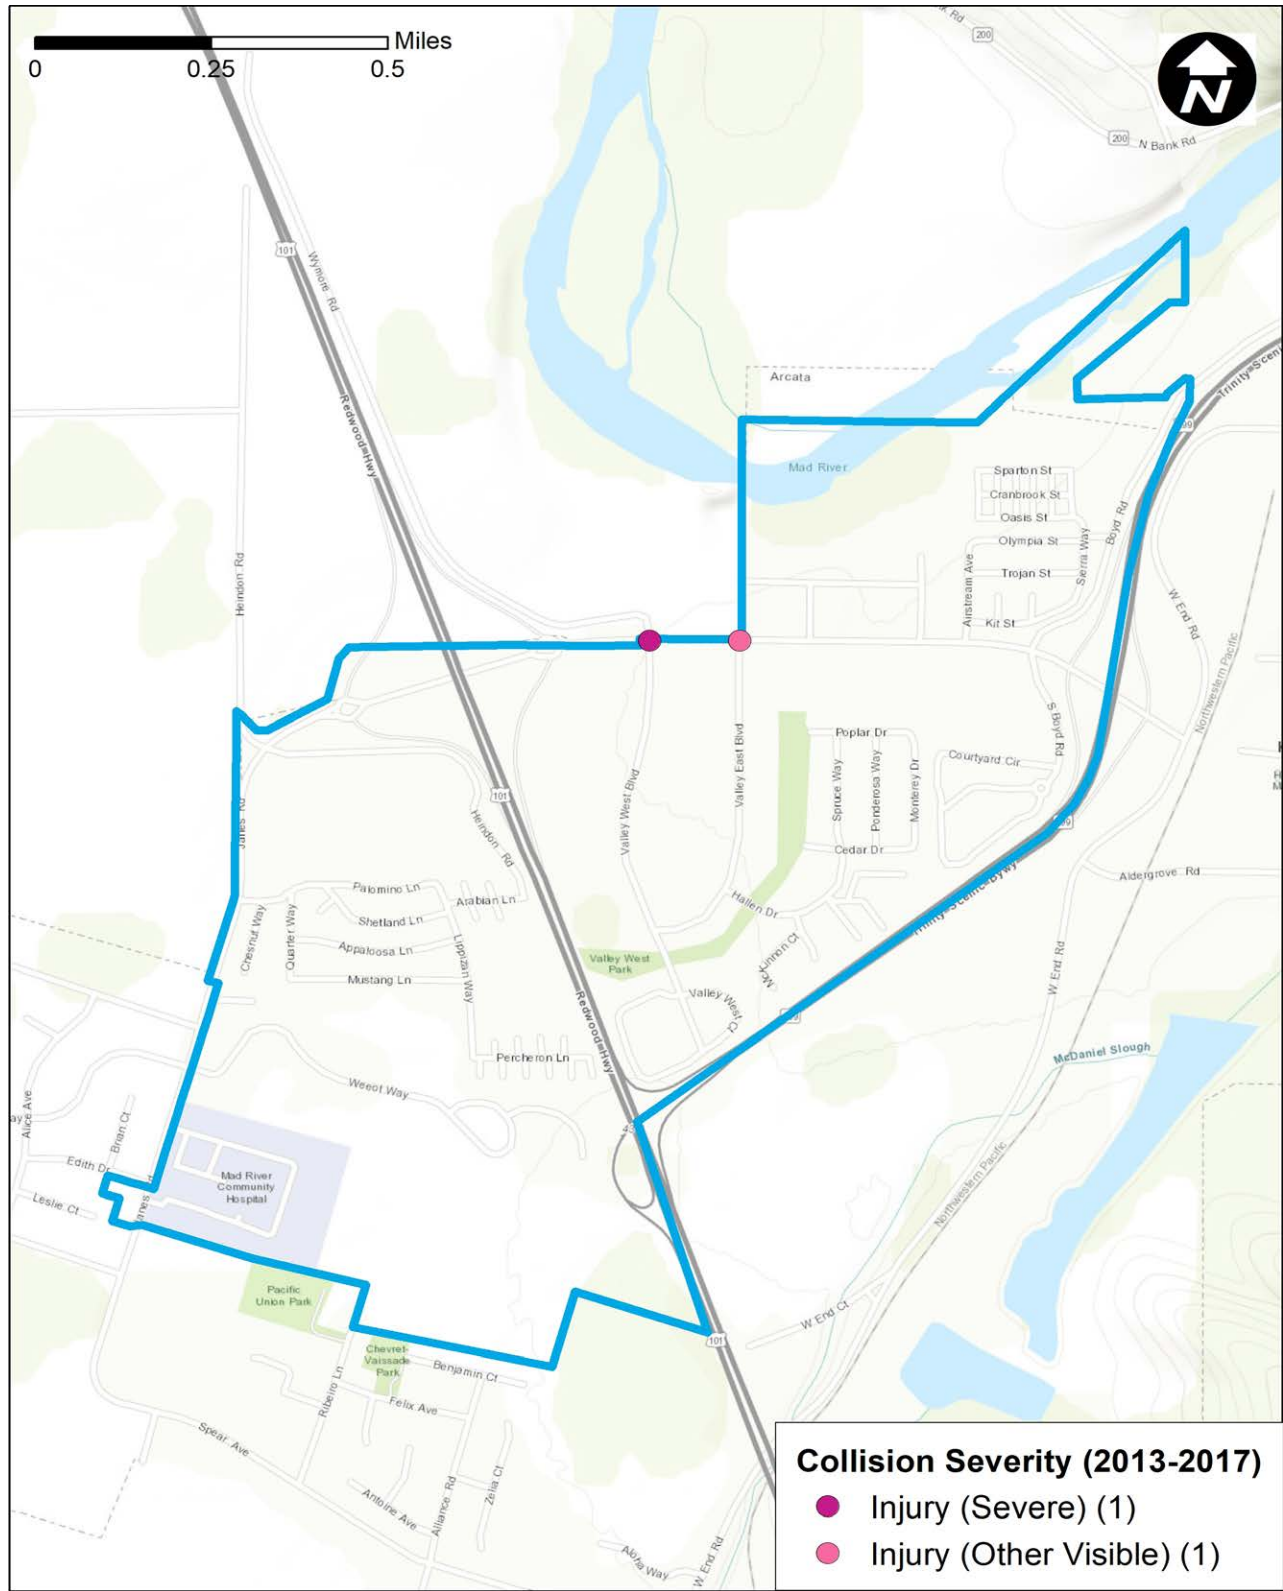 Miles
0
0.25
0.5
N
Rd
200
200
N Bank Rd
101
Wymore Rd
Redwood=Hwy
Arcata
Trinity=Sceni
99
Mad River
Sparton St
Cranbrook St
Oasis St
Olympia St
Trojan St
Kit St
Airstream Ave
Sierra Way
Boyd Rd
W End Rd
Northwestern Pacific
Heindon Rd
S Boyd Rd
Poplar Dr
Courtyard Cir
Spruce Way
Ponderosa Way
Monterey Dr
Cedar Dr
Valley East Blvd
Valley West Blvd
101
Heindon Rd
Janes Rd
Aldergrove Rd
Trinity=Scenic=Bywy
Palomino Ln
Arabian Ln
Shetland Ln
Appaloosa Ln
Mustang Ln
Chesnut Way
Quarter Way
Lippizan Way
Hallen Dr
Valley West
Park
Valley West Ct
W End Rd
Redwood=Hwy
McDaniel Slough
Percheron Ln
Weeot Way
Alice Ave
Brian Ct
Edith Dr
Leslie Ct
Mad River
Community
Hospital
Northwestern Pacific
Pacific
Union Park
W End Ct
101
Chevret-
Vaissade
Park
Benjamin Ct
Ribeiro Ln
Felix Ave
Spear Ave
Antoine Ave
Alliance Rd
Zelia Ct
Aloha Way
W End Rd
Collision Severity (2013-2017)
Injury (Severe) (1)
Injury (Other Visible) (1)